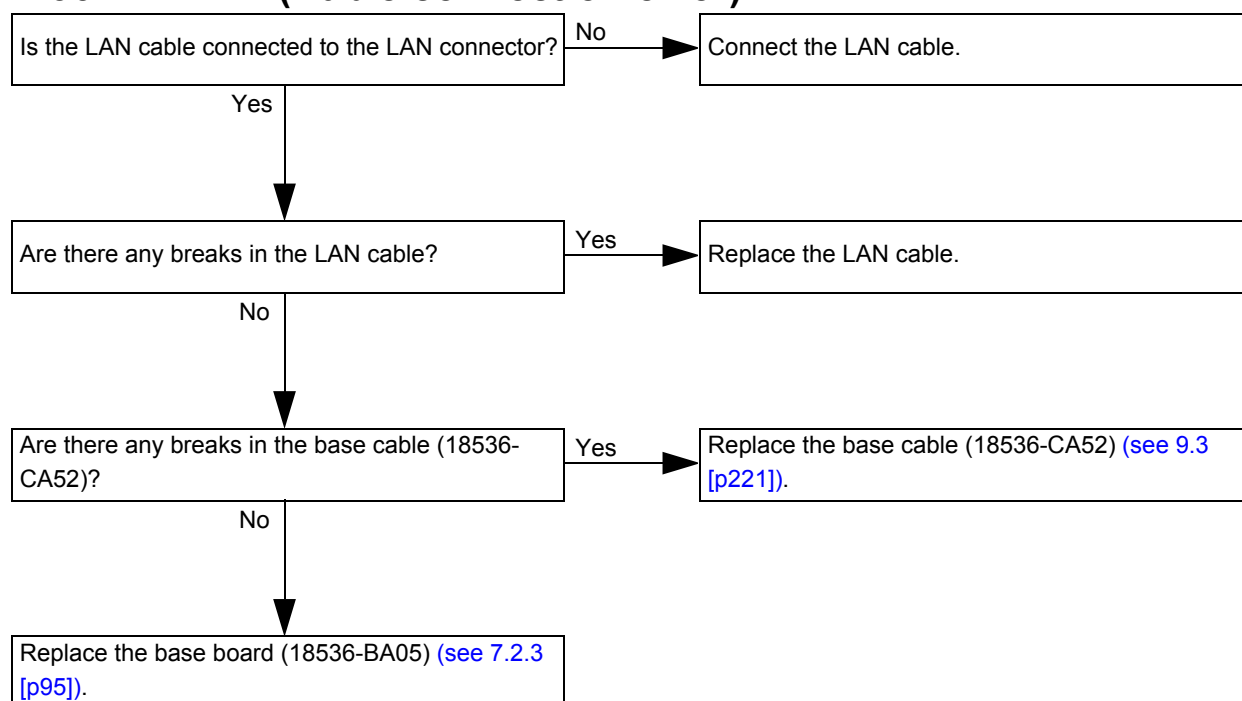 Is the LAN cable connected to the LAN connector?
No
Connect the LAN cable.
Yes
Are there any breaks in the LAN cable?
Yes
Replace the LAN cable.
No
Are there any breaks in the base cable (18536-
CA52)?
Yes
Replace the base cable (18536-CA52) (see 9.3
[p221]).
No
Replace the base board (18536-BA05) (see 7.2.3
[p95]).